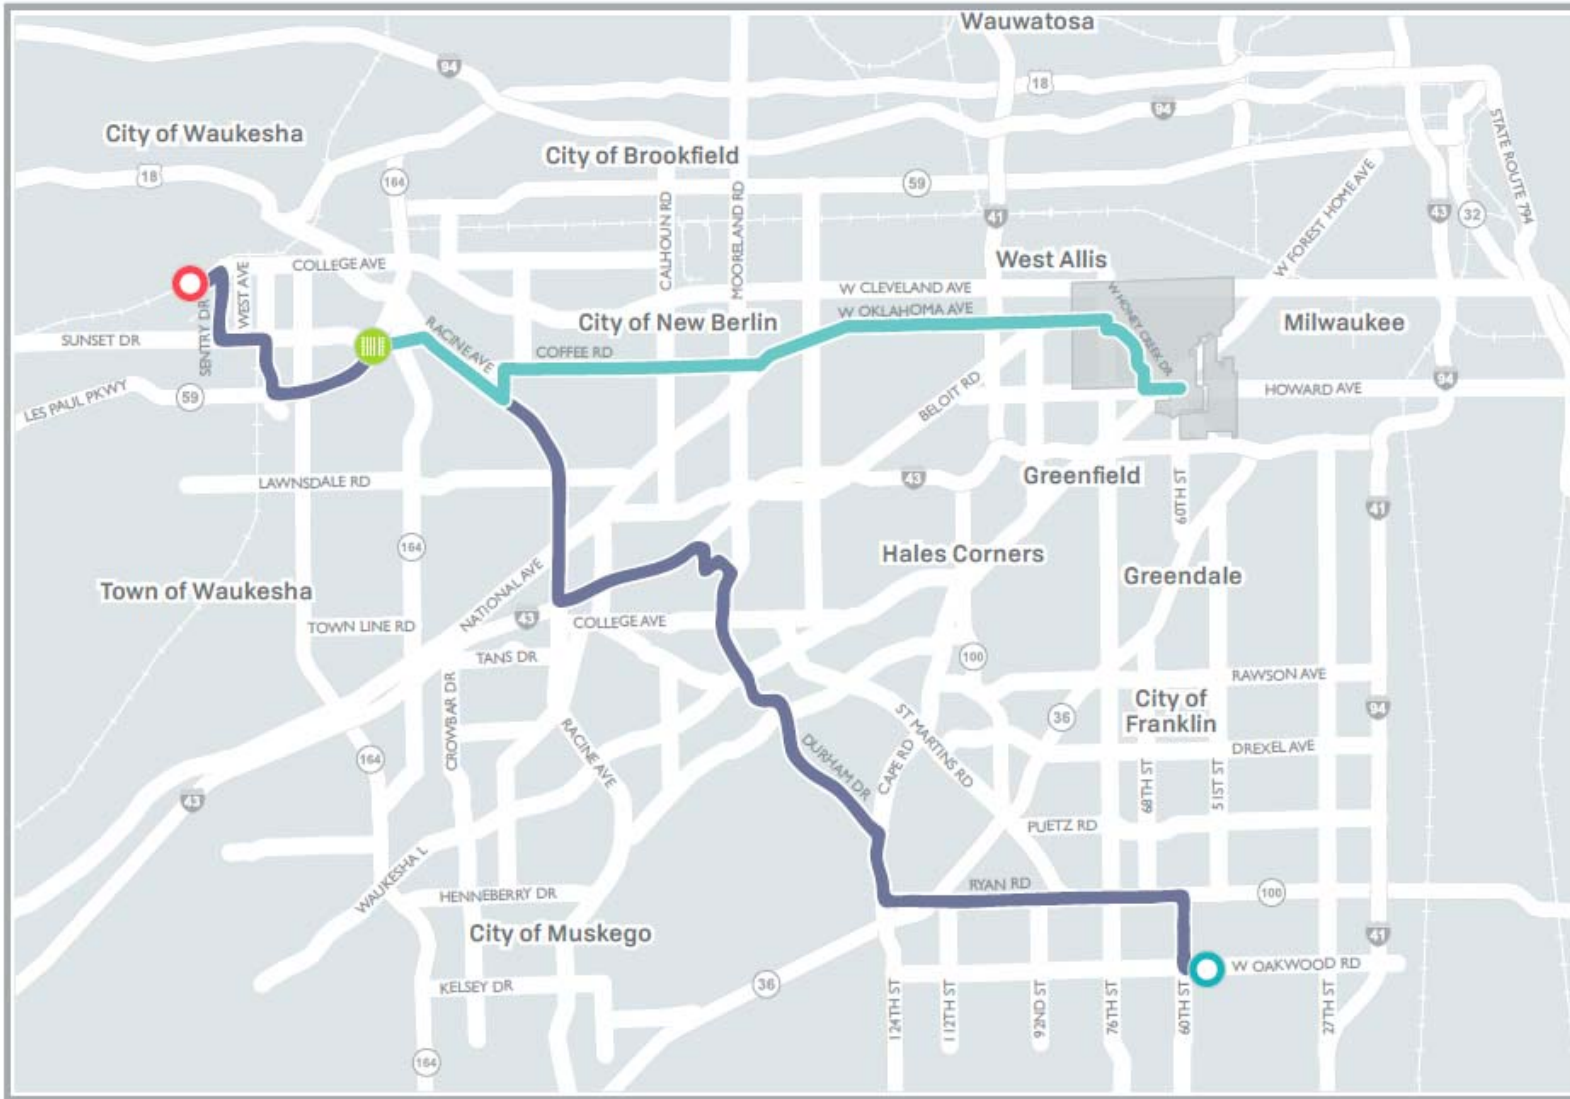 Wauwatosa
94
18
94
City of Waukesha
STATE ROUTE 794
City of Brookfield
18
164
59
W FOREST HOME AVE
CALHOUN RD
MOORELAND RD
41
43
32
COLLEGE AVE
WEST AVE
West Allis
W CLEVELAND AVE
W HONEY CREEK DR
W OKLAHOMA AVE
SENTRY DR
RACINE AVE
City of New Berlin
Milwaukee
SUNSET DR
COFFEE RD
LES PAUL PKWY
59
BELOIT RD
HOWARD AVE
94
LAWNSDALE RD
43
Greenfield
60TH ST
41
164
Hales Corners
Greendale
Town of Waukesha
NATIONAL AVE
43
COLLEGE AVE
TOWN LINE RD
TANS DR
100
RAWSON AVE
CROWBAR DR
City of
Franklin
36
94
ST MARTINS RD
RACINE AVE
DURHAM DR
CAPE RD
DREXEL AVE
164
68TH ST
51ST ST
43
PUETZ RD
WAUKESHA L
RYAN RD
100
HENNEBERRY DR
City of Muskego
41
W OAKWOOD RD
36
KELSEY DR
124TH ST
112TH ST
92ND ST
76TH ST
60TH ST
27TH ST
164